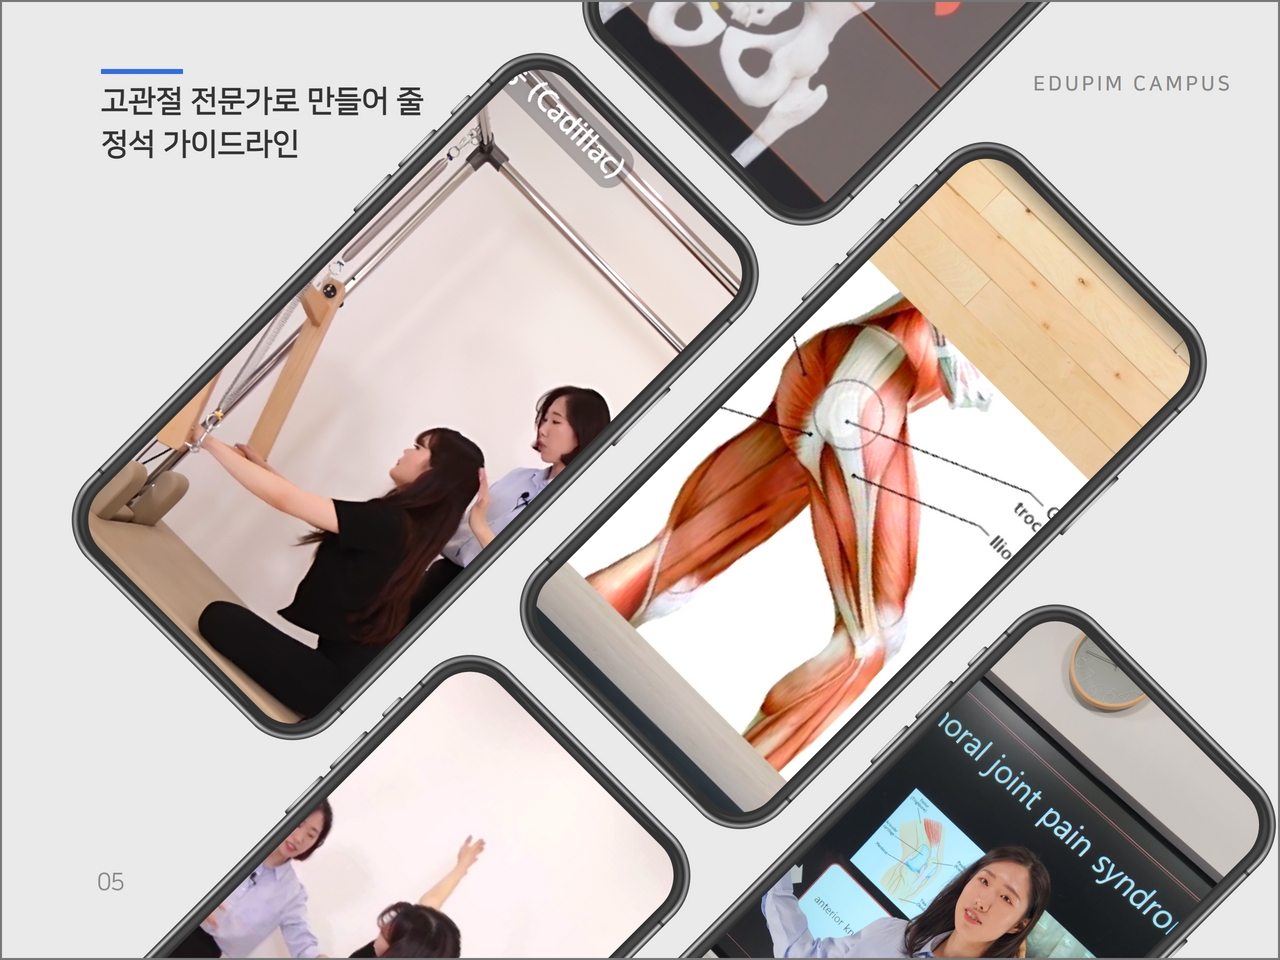 고관절 전문가로 만들어 줄
정석 가이드라인
EDUPIM CAMPUS
(Cadillac)
troc
Ilio
oral joint pain syndro
anterior kn
05